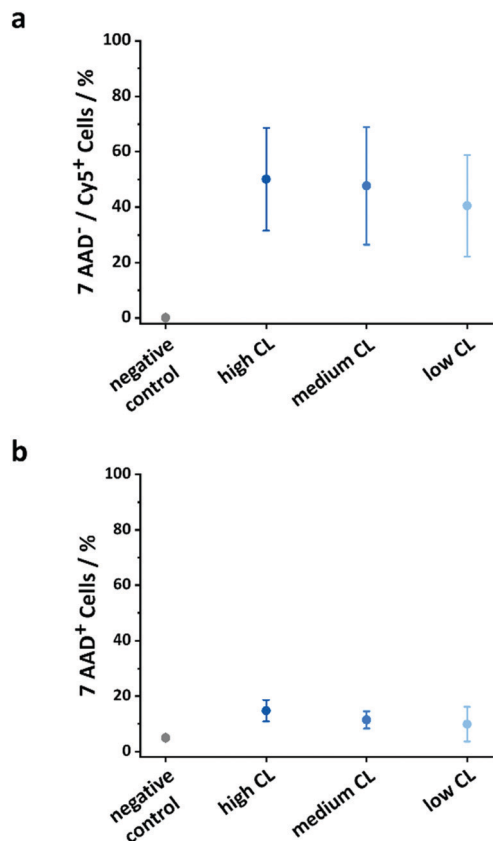 a
7 AAD⁻ / Cy5⁺ Cells / %
100
80
60
40
20
0
negative
control
high CL
medium CL
low CL
b
7 AAD⁺ Cells / %
100
80
60
40
20
0
negative
control
high CL
medium CL
low CL